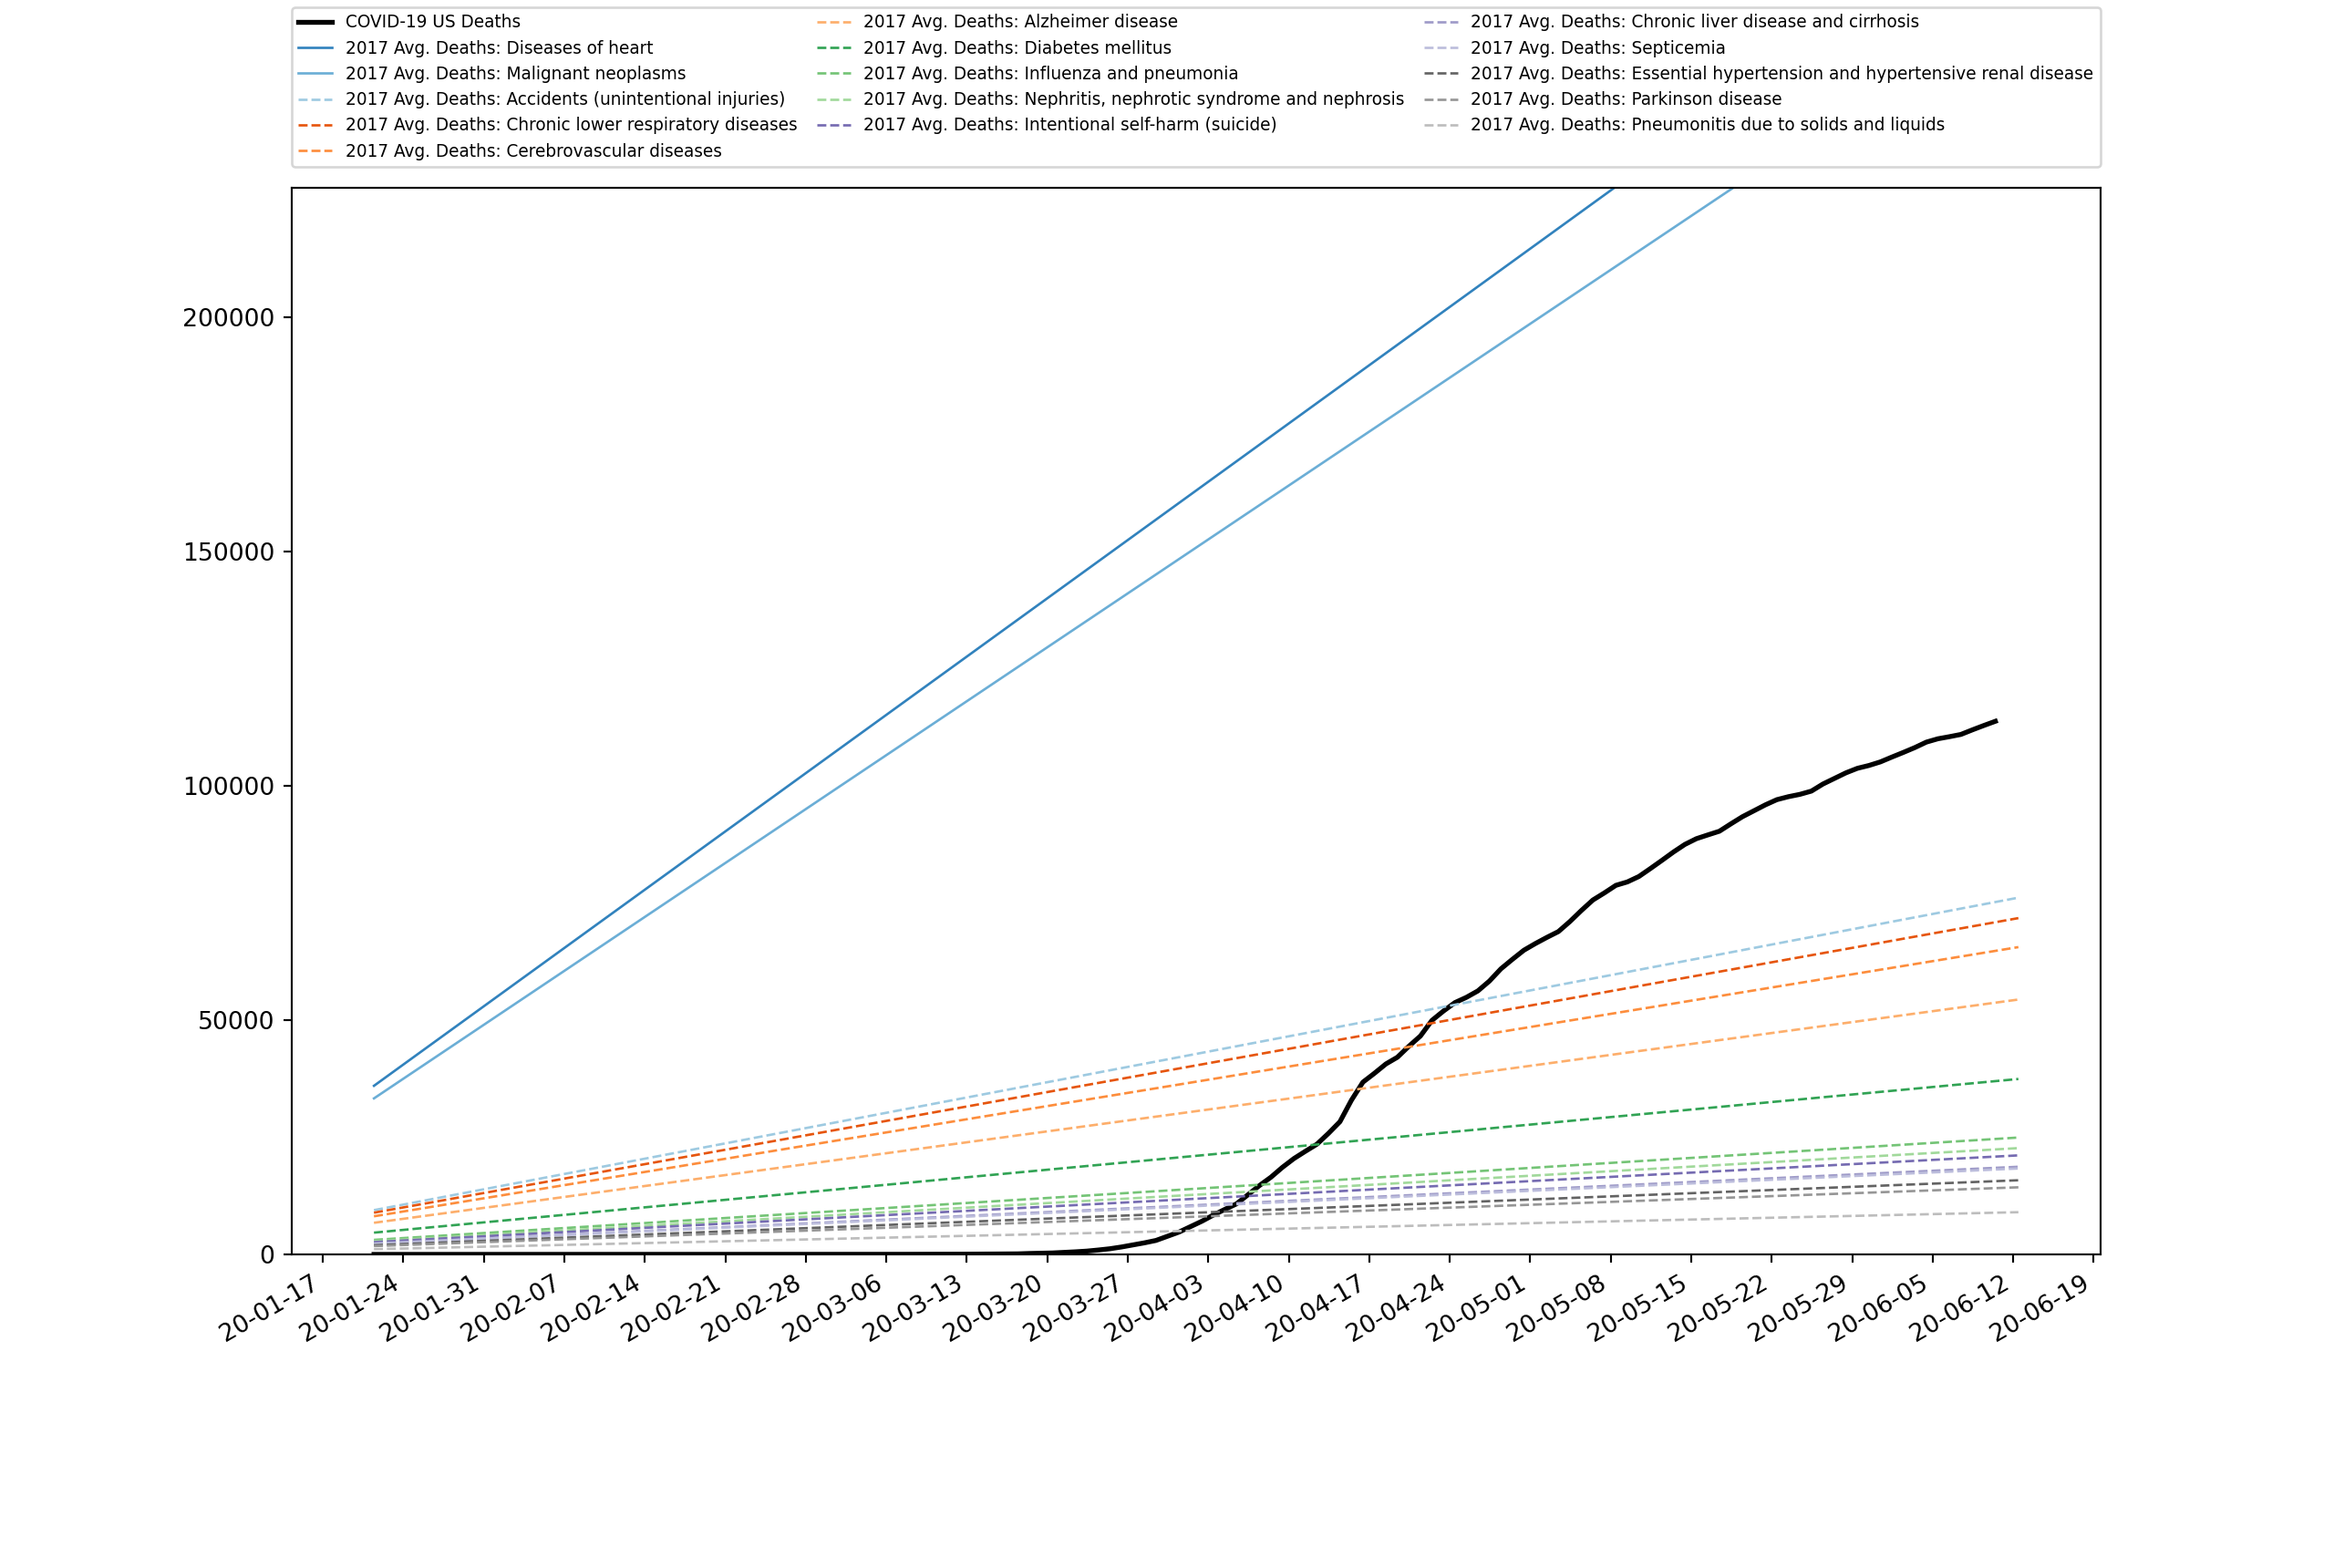 COVID-19 US Deaths
2017 Avg. Deaths: Diseases of heart
2017 Avg. Deaths: Malignant neoplasms
2017 Avg. Deaths: Accidents (unintentional injuries)
2017 Avg. Deaths: Chronic lower respiratory diseases
2017 Avg. Deaths: Cerebrovascular diseases
2017 Avg. Deaths: Alzheimer disease
2017 Avg. Deaths: Diabetes mellitus
2017 Avg. Deaths: Influenza and pneumonia
2017 Avg. Deaths: Nephritis, nephrotic syndrome and nephrosis
2017 Avg. Deaths: Intentional self-harm (suicide)
2017 Avg. Deaths: Chronic liver disease and cirrhosis
2017 Avg. Deaths: Septicemia
2017 Avg. Deaths: Essential hypertension and hypertensive renal disease
2017 Avg. Deaths: Parkinson disease
2017 Avg. Deaths: Pneumonitis due to solids and liquids
200000
150000
100000
50000
0
20-01-17
20-01-24
20-01-31
20-02-07
20-02-14
20-02-21
20-02-28
20-03-06
20-03-13
20-03-20
20-03-27
20-04-03
20-04-10
20-04-17
20-04-24
20-05-01
20-05-08
20-05-15
20-05-22
20-05-29
20-06-05
20-06-12
20-06-19